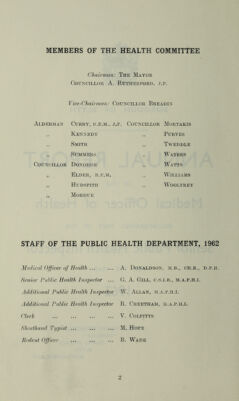 MEMBERS OF THE HEALTH COMMITTEE
Chairman: THE MAYOR
COUNCILLOR A. RUTHERFORD, J.P.
Vice-Chairman: COUNCILLOR BREADIN
ALDERMAN CURRY, B.E.M., J.P. COUNCILLOR MORTAKIS
„ KENNEDY „ PURVES
„ SMITH „ TWEDDLE
„ SUMMERS „ WATERS
COUNCILLOR DONOHOE „ WATTS
„ ELDER, B.E.M. „ WILLIAMS
„ HUDSPITH „ WOOLFREY
„ MORDUE
STAFF OF THE PUBLIC HEALTH DEPARTMENT, 1962
Medical Officer of Health ... ... A. DONALDSON, M.B., CH.B., D.P.H.
Senior Public Health Inspector ... G. A. GILL, C.S.I.B., M.A.P.H.I.
Additional Public Health Inspector W. ALLAN, M.A.P.H.I.
Additional Public Health Inspector R. CHEETHAM, M.A.P.H.I.
Clerk ... ... ... ... V. COLPITTS
Shorthand Typist ... ... ... M. HOPE
Rodent Officer ... ... ... B. WADE
2